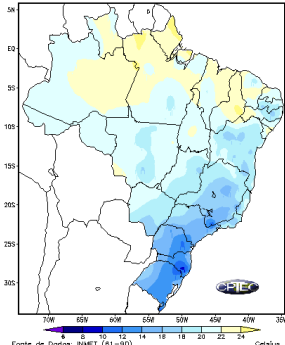 5N
EQ
5S
10S
15S
20S
25S
30S
CPTEC
70W 65W 60W 55W 50W 45W 40W 35W
6 8 10 12 14 16 18 20 22 24
Fonte de Dados: INMET (61-90) Celsius